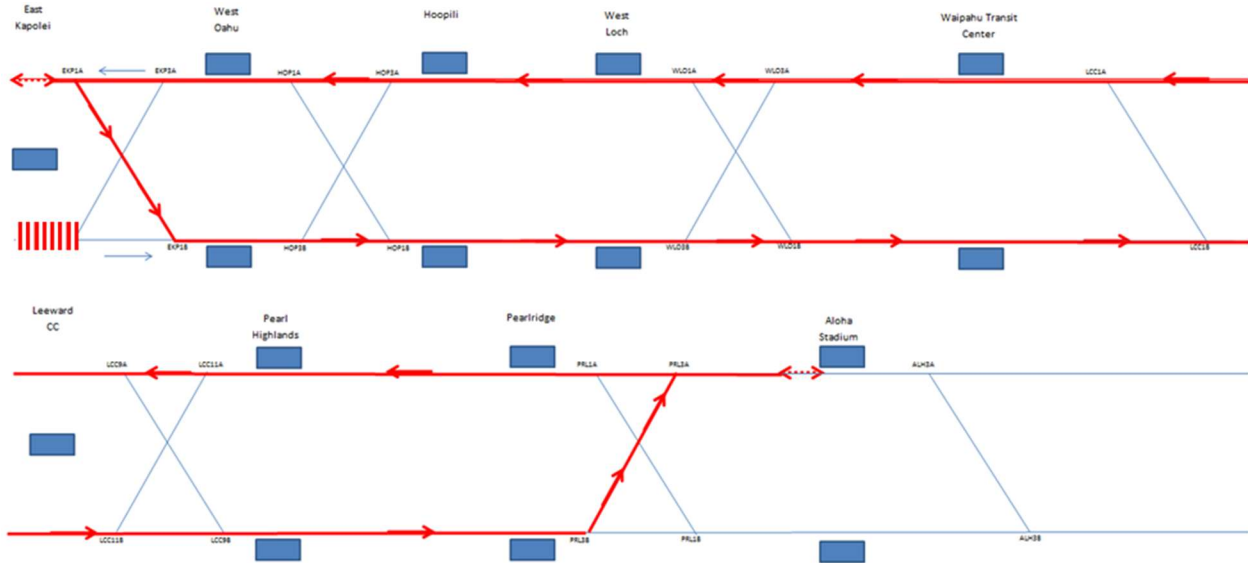 East
Kapolei
West
Oahu
Hoopili
West
Loch
Waipahu Transit
Center
EKP1A
EKP3A
HOP1A
HOP3A
WLO1A
WLO3A
LCC1A
EKP1B
HOP3B
HOP1B
WLO3B
WLO1B
LCC1B
Leeward
CC
Pearl
Highlands
Pearlridge
Aloha
Stadium
LCC9A
LCC11A
PRL1A
PRL3A
ALH3A
LCC11B
LCC9B
PRL3B
PRL1B
ALH3B